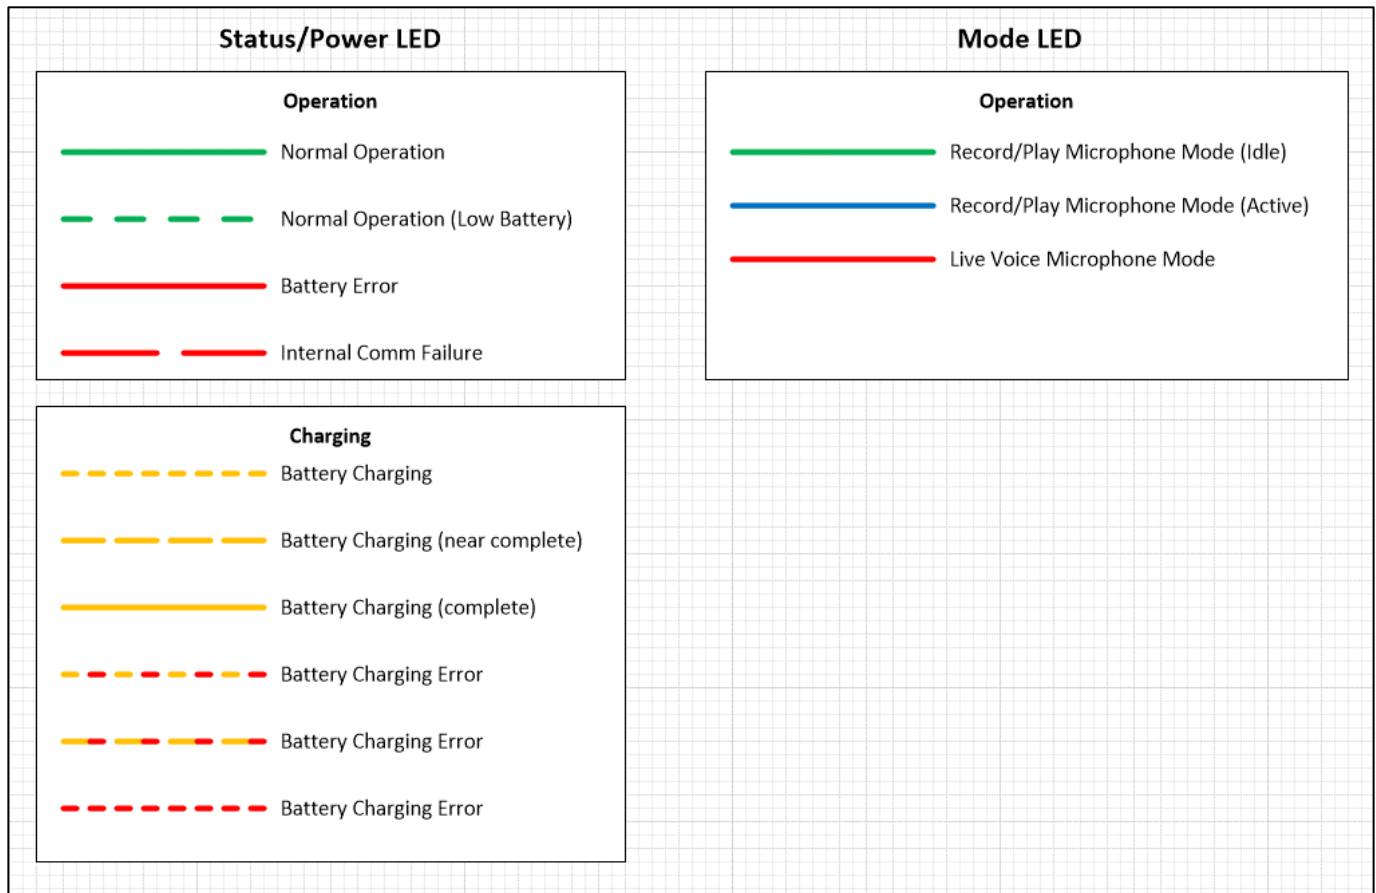 Status/Power LED
Operation
Normal Operation
Normal Operation (Low Battery)
Battery Error
Internal Comm Failure
Charging
Battery Charging
Battery Charging (near complete)
Battery Charging (complete)
Battery Charging Error
Battery Charging Error
Battery Charging Error
Mode LED
Operation
Record/Play Microphone Mode (Idle)
Record/Play Microphone Mode (Active)
Live Voice Microphone Mode